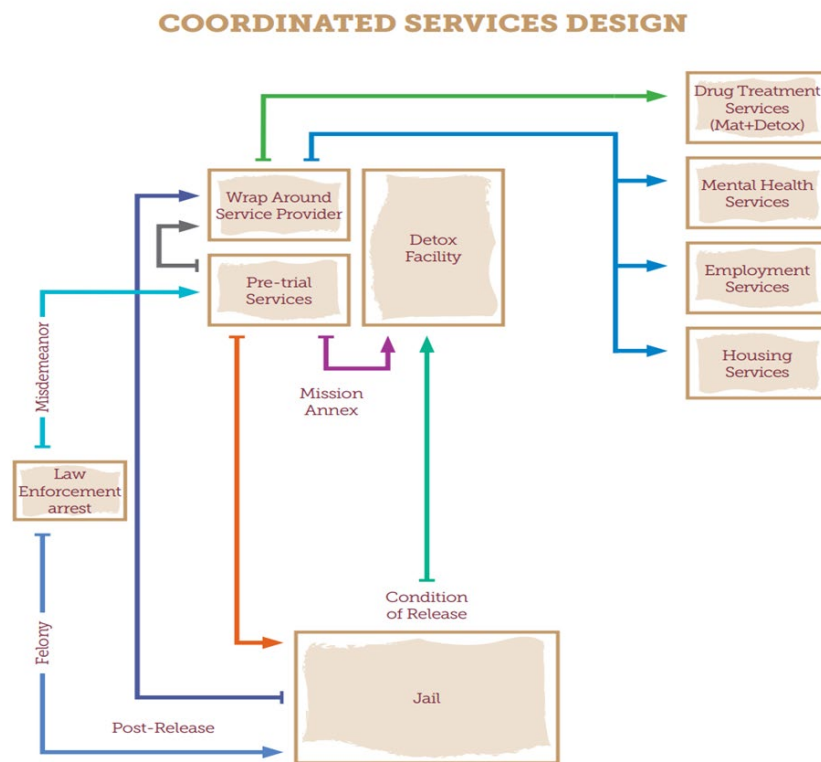 COORDINATED SERVICES DESIGN
Drug Treatment
Services
(Mat+Detox)
Wrap Around
Service Provider
Detox
Facility
Mental Health
Services
Pre-trial
Services
Employment
Services
Housing
Services
Misdemeanor
Mission
Annex
Law
Enforcement
arrest
Condition
of Release
Felony
Jail
Post-Release